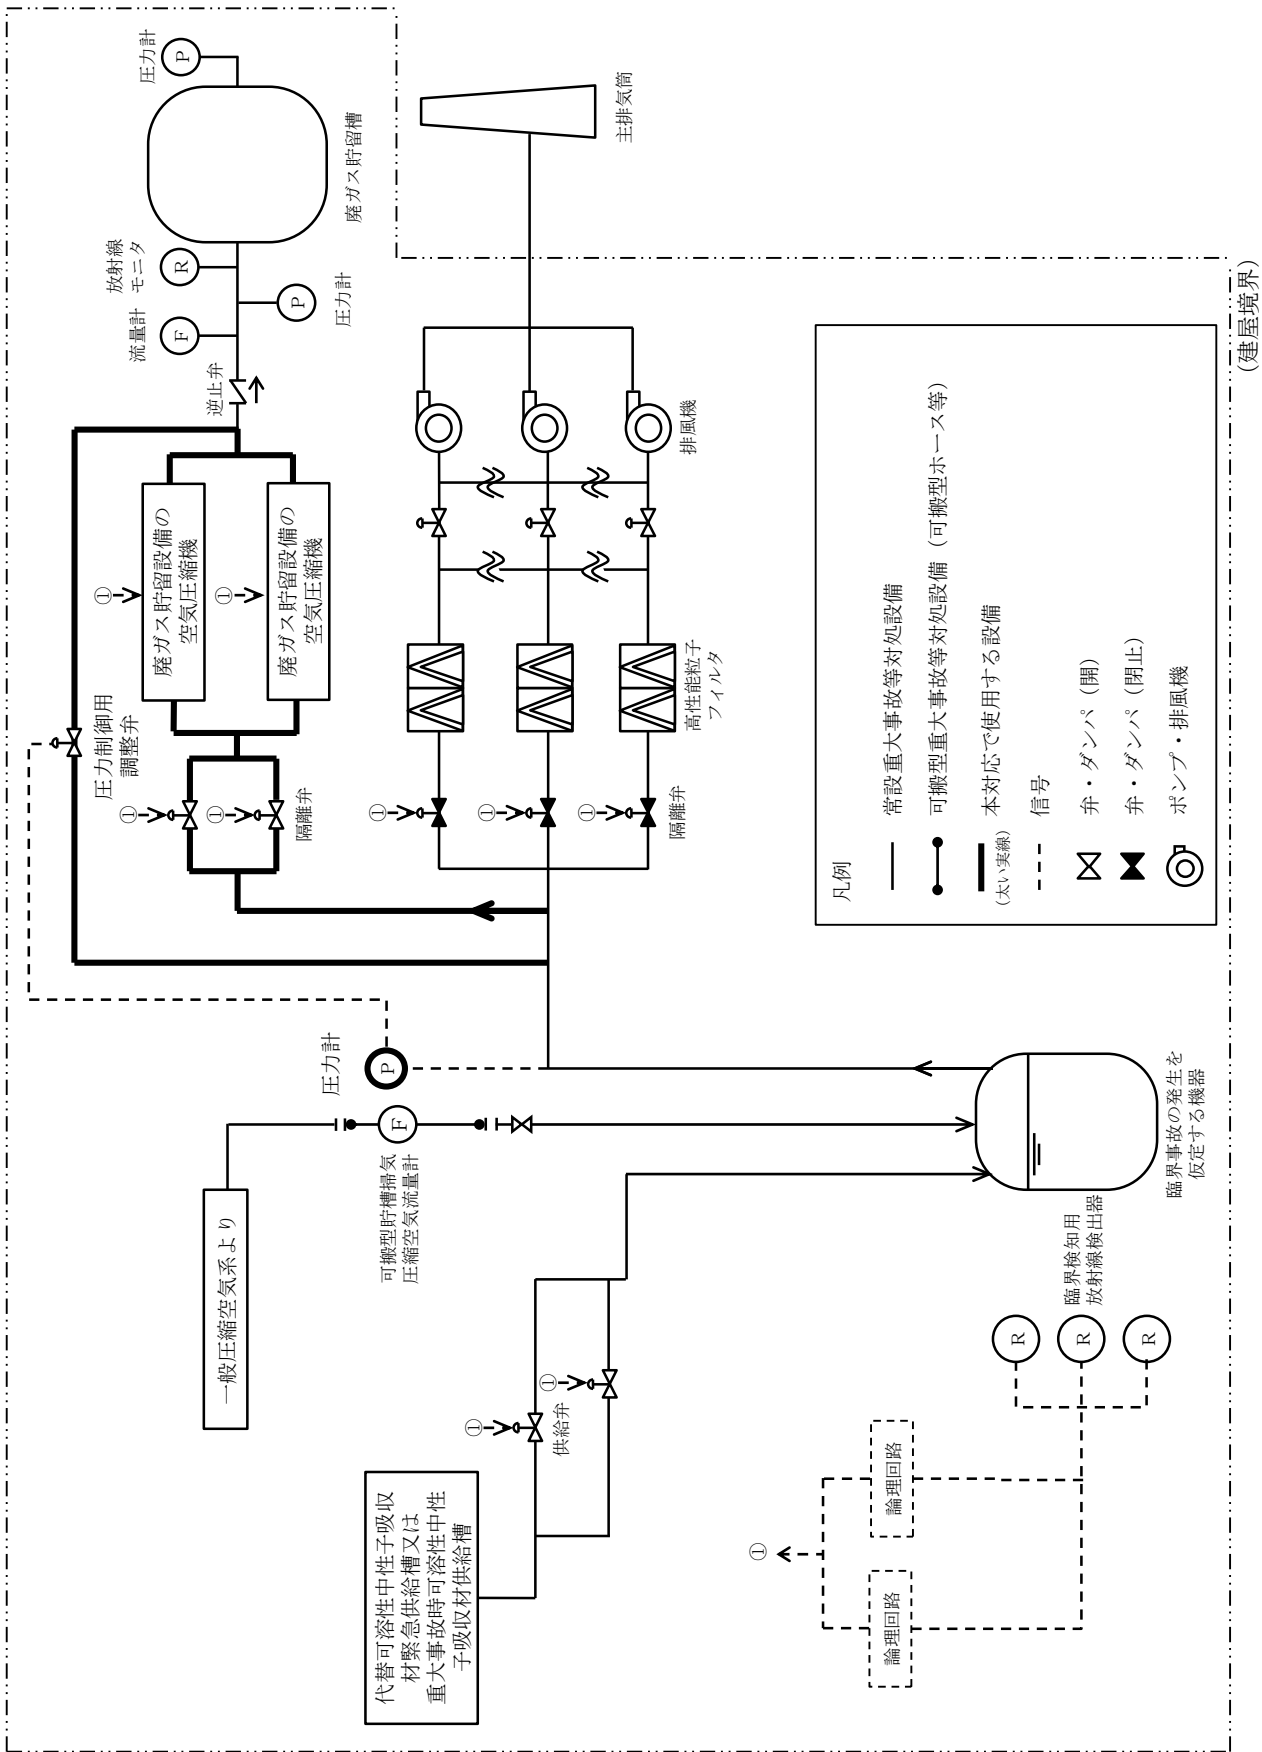 代替可溶性中性子吸収
材緊急供給槽又は
重大事故時可溶性中性
子吸収材供給槽
一般圧縮空気系より
①
供給弁
①
可搬型貯槽掃気
圧縮空気流量計
F
圧力計
P
圧力制御用
調整弁
①
①
隔離弁
①
廃ガス貯留設備の
空気圧縮機
①
廃ガス貯留設備の
空気圧縮機
逆止弁
流量計
F
放射線
モニタ
R
P
圧力計
廃ガス貯留槽
圧力計
P
①
①
①
隔離弁
高性能粒子
フィルタ
排風機
主排気筒
①
論理回路
論理回路
R
R
R
臨界検知用
放射線検出器
臨界事故の発生を
仮定する機器
凡例
常設重大事故等対処設備
可搬型重大事故等対処設備（可搬型ホース等）
本対応で使用する設備
(太い実線)
信号
弁・ダンパ（開）
弁・ダンパ（閉止）
ポンプ・排風機
(建屋境界)